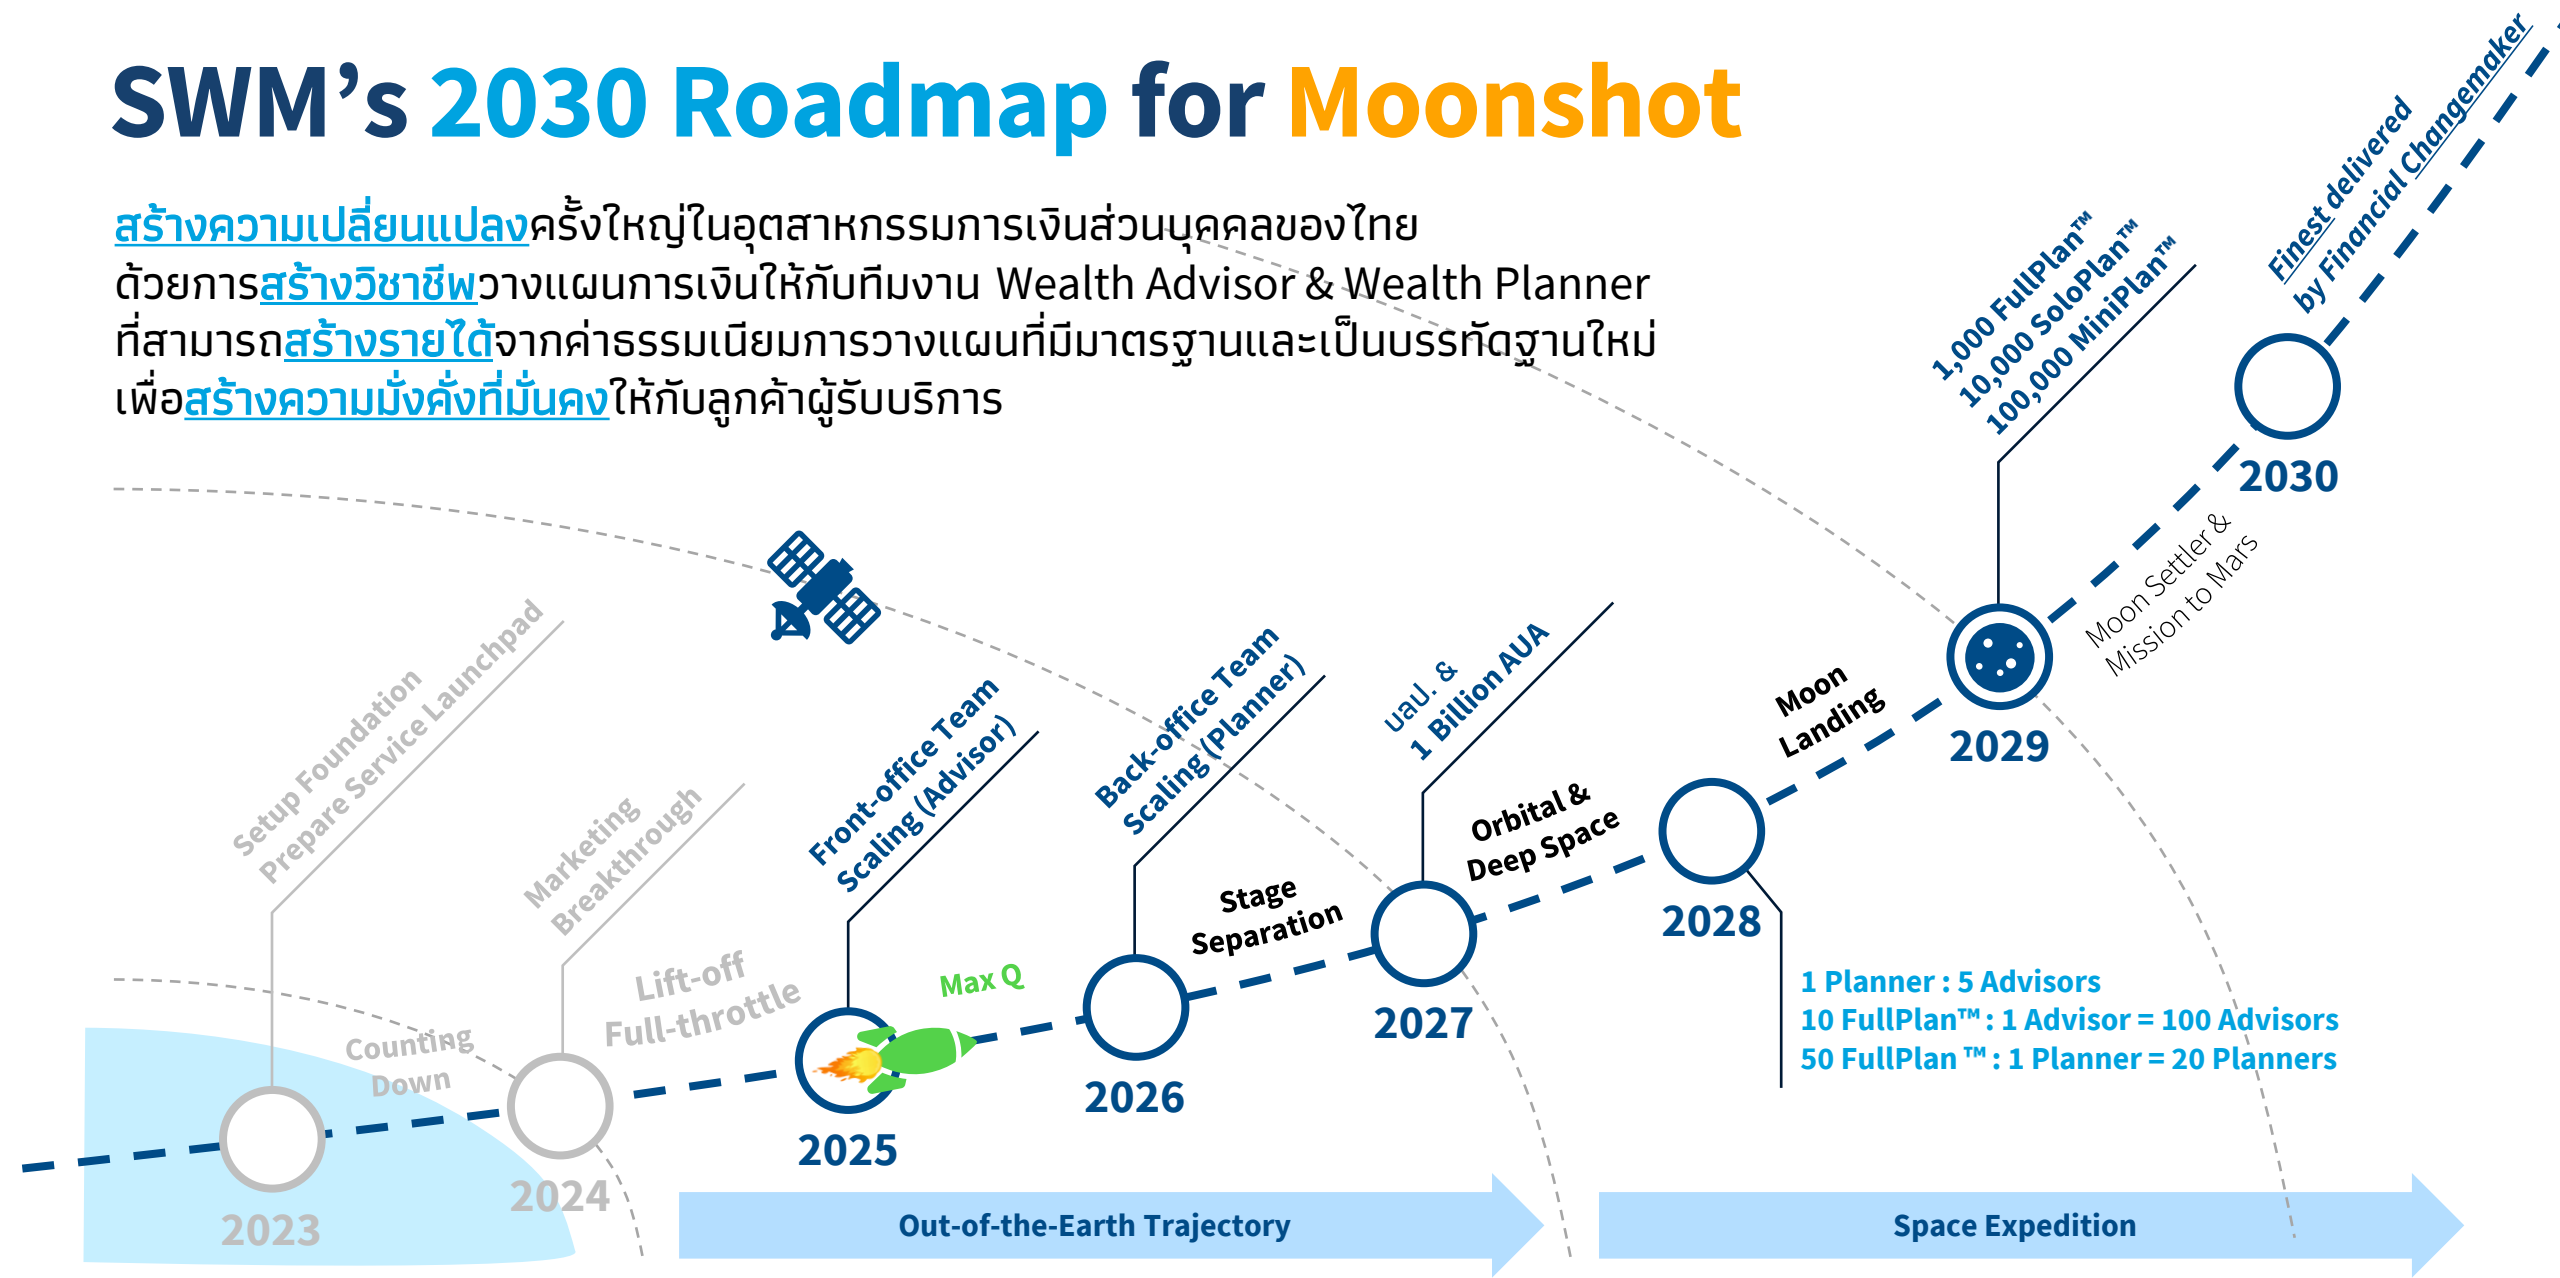 SWM's 2030 Roadmap for Moonshot
สร้างความเปลี่ยนแปลงครั้งใหญ่ในอุตสาหกรรมการเงินส่วนบุคคลของไทย
ด้วยการสร้างวิชาชีพวางแผนการเงินให้กับทีมงาน Wealth Advisor & Wealth Planner
ที่สามารถสร้างรายได้จากค่าธรรมเนียมการวางแผนที่มีมาตรฐานและเป็นบรรทัดฐานใหม่
เพื่อสร้างความมั่งคั่งที่มั่นคงให้กับลูกค้าผู้รับบริการ
Setup Foundation
Prepare Service Launchpad
2023
Counting
Down
Marketing
Breakthrough
2024
Lift-off
Full-throttle
Front-office Team
Scaling (Advisor)
2025
Max Q
Back-office Team
Scaling (Planner)
2026
Stage
Separation
บลป. &
1 Billion AUA
2027
Orbital &
Deep Space
2028
1 Planner : 5 Advisors
10 FullPlan™ : 1 Advisor = 100 Advisors
50 FullPlan ™ : 1 Planner = 20 Planners
Moon
Landing
1,000 FullPlan™
10,000 SoloPlan™
100,000 MiniPlan™
2029
Moon Settler &
Mission to Mars
Finest delivered
by Financial Changemaker
2030
Out-of-the-Earth Trajectory
Space Expedition